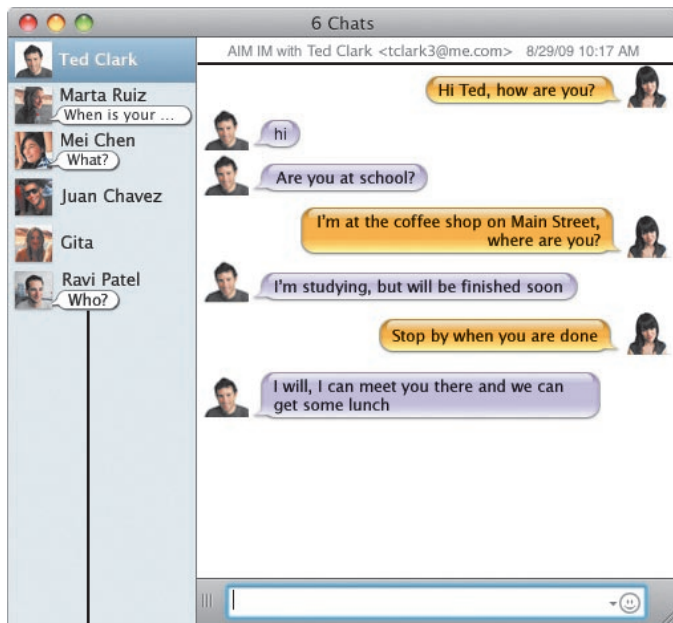 6 Chats
Ted Clark
Marta Ruiz
When is your ...
Mei Chen
What?
Juan Chavez
Gita
Ravi Patel
Who?
AIM IM with Ted Clark <tclark3@me.com> 8/29/09 10:17 AM
Hi Ted, how are you?
hi
Are you at school?
I'm at the coffee shop on Main Street,
where are you?
I'm studying, but will be finished soon
Stop by when you are done
I will, I can meet you there and we can
get some lunch